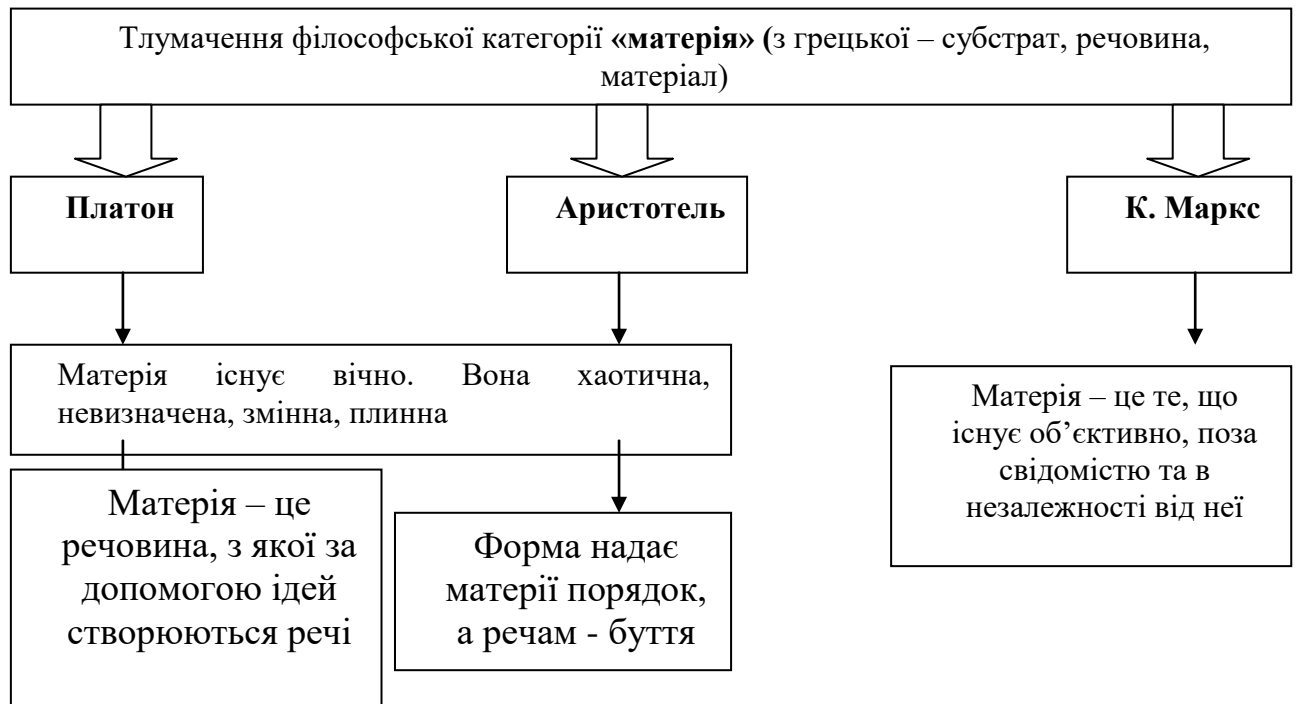 Тлумачення філософської категорії «матерія» (з грецької – субстрат, речовина,
матеріал)
Платон
Аристотель
К. Маркс
Матерія існує вічно. Вона хаотична,
невизначена, змінна, плинна
Матерія – це
речовина, з якої за
допомогою ідей
створюються речі
Форма надає
матерії порядок,
а речам - буття
Матерія – це те, що
існує об’єктивно, поза
свідомістю та в
незалежності від неї